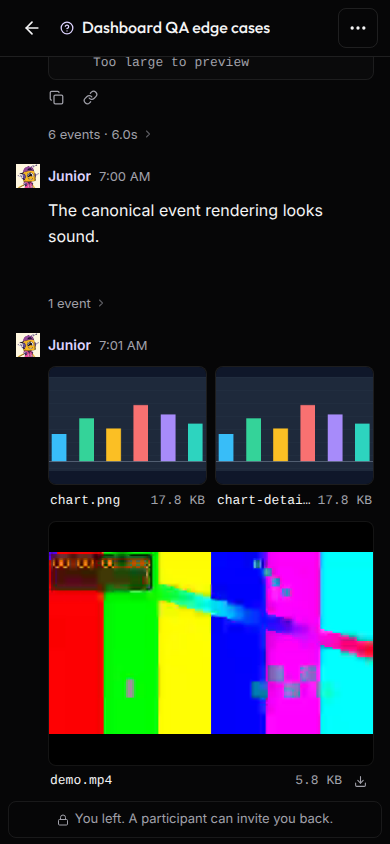 Dashboard QA edge cases
Too large to preview
6 events · 6.0s
Junior 7:00 AM
The canonical event rendering looks
sound.
1 event
Junior 7:01 AM
chart.png 17.8 KB chart-detai… 17.8 KB
demo.mp4 5.8 KB
You left. A participant can invite you back.